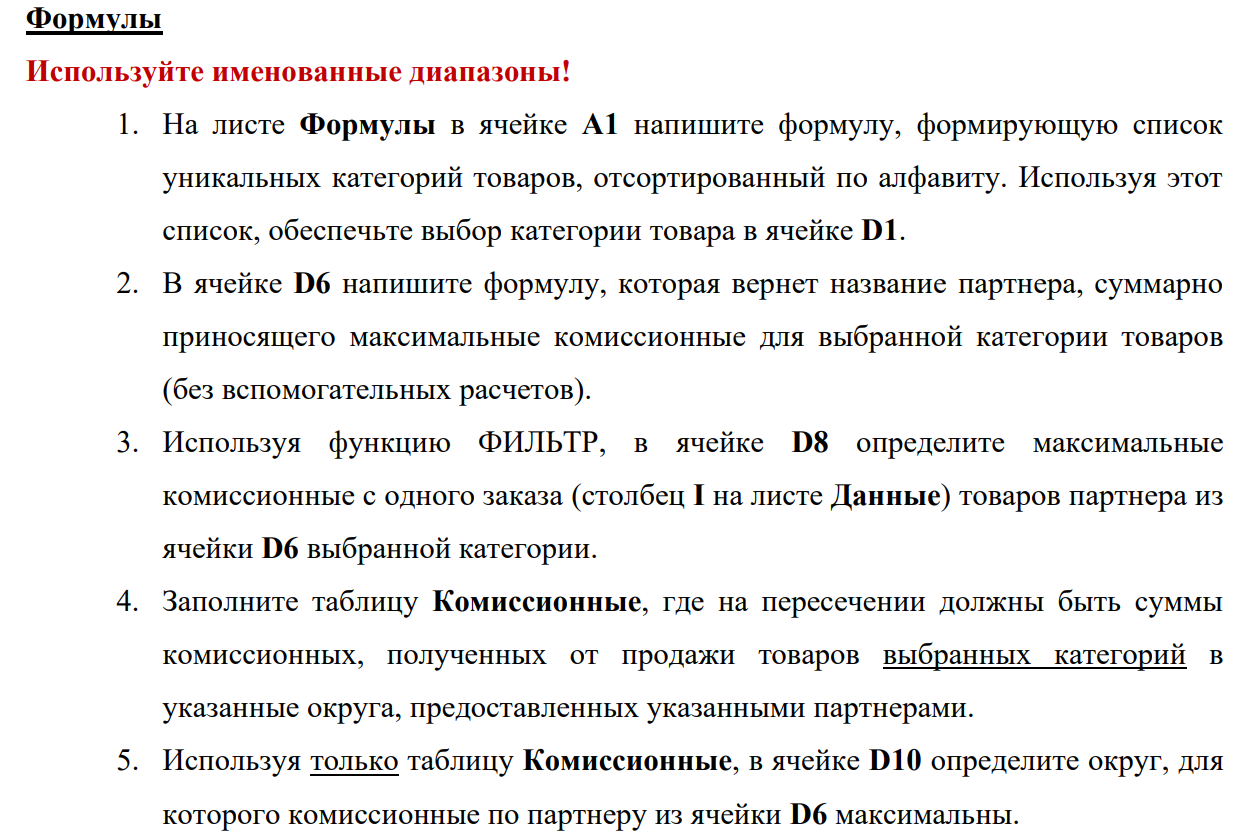 Формулы
Используйте именованные диапазоны!
1. На листе Формулы в ячейке A1 напишите формулу, формирующую список
уникальных категорий товаров, отсортированный по алфавиту. Используя этот
список, обеспечьте выбор категории товара в ячейке D1.
2. В ячейке D6 напишите формулу, которая вернет название партнера, суммарно
приносящего максимальные комиссионные для выбранной категории товаров
(без вспомогательных расчетов).
3. Используя функцию ФИЛЬТР, в ячейке D8 определите максимальные
комиссионные с одного заказа (столбец I на листе Данные) товаров партнера из
ячейки D6 выбранной категории.
4. Заполните таблицу Комиссионные, где на пересечении должны быть суммы
комиссионных, полученных от продажи товаров выбранных категорий в
указанные округа, предоставленных указанными партнерами.
5. Используя только таблицу Комиссионные, в ячейке D10 определите округ, для
которого комиссионные по партнеру из ячейки D6 максимальны.